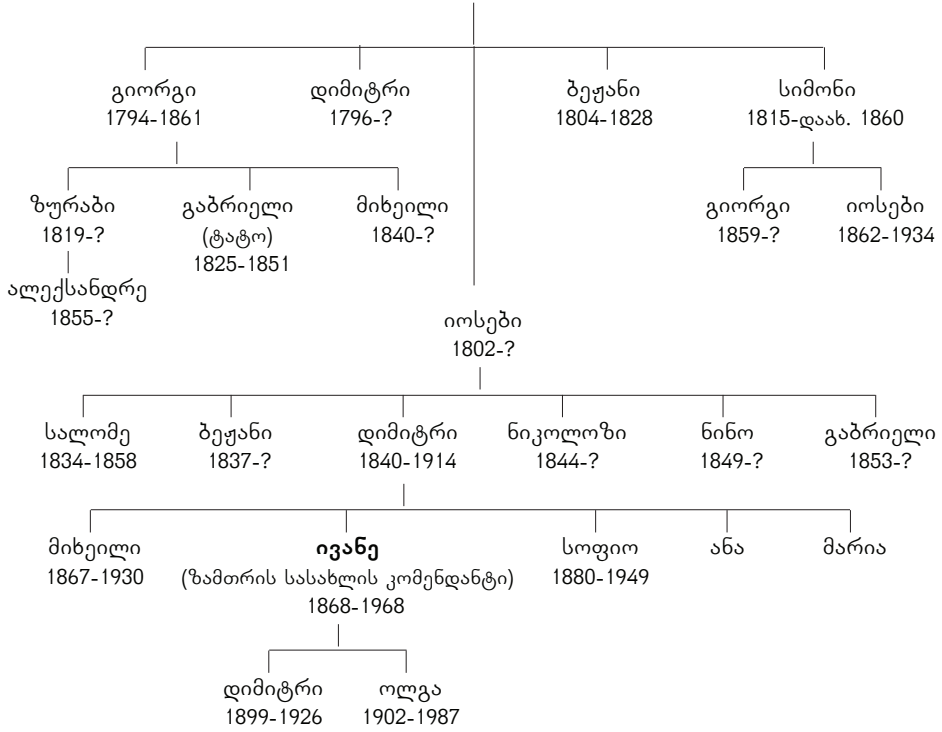 გიორგი
1794-1861
დიმიტრი
1796-?
ბეჟანი
1804-1828
სიმონი
1815-დაახ. 1860
ზურაბი
1819-?
გაბრიელი
(ტატო)
1825-1851
მიხეილი
1840-?
გიორგი
1859-?
იოსები
1862-1934
ალექსანდრე
1855-?
იოსები
1802-?
სალომე
1834-1858
ბეჟანი
1837-?
დიმიტრი
1840-1914
ნიკოლოზი
1844-?
ნინო
1849-?
გაბრიელი
1853-?
მიხეილი
1867-1930
ივანე
(ზამთრის სასახლის კომენდანტი)
1868-1968
სოფიო
1880-1949
ანა
მარია
დიმიტრი
1899-1926
ოლგა
1902-1987